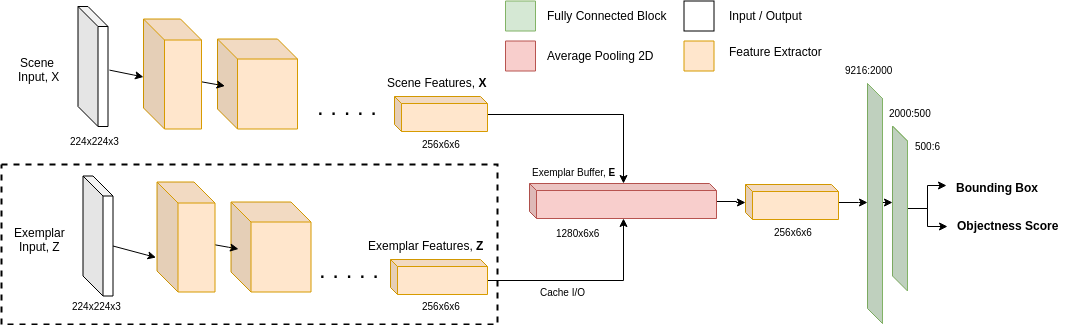 Fully Connected Block
Input / Output
Average Pooling 2D
Feature Extractor
Scene
Input, X
224x224x3
Scene Features, X
256x6x6
Exemplar
Input, Z
224x224x3
Exemplar Features, Z
256x6x6
Cache I/O
Exemplar Buffer, E
1280x6x6
256x6x6
9216:2000
2000:500
500:6
Bounding Box
Objectness Score